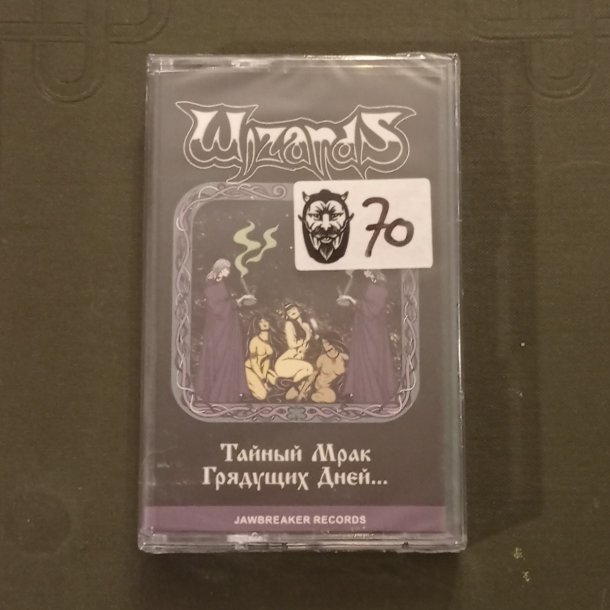 Wizards
70
Тайный Мрак
Грядущих Дней...
JAWBREAKER RECORDS